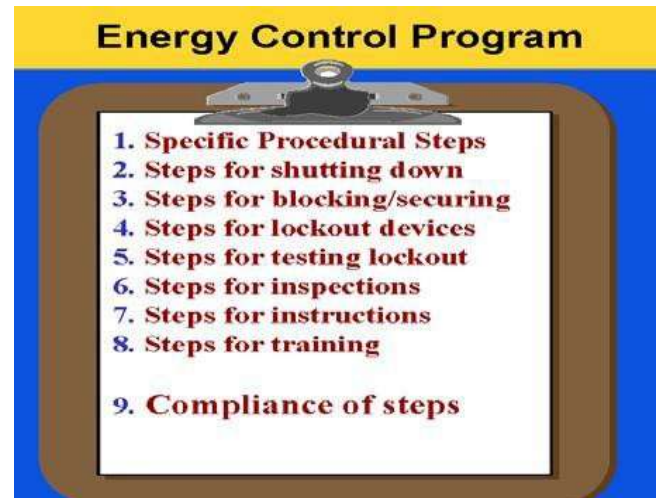 Energy Control Program
1. Specific Procedural Steps
2. Steps for shutting down
3. Steps for blocking/securing
4. Steps for lockout devices
5. Steps for testing lockout
6. Steps for inspections
7. Steps for instructions
8. Steps for training
9. Compliance of steps